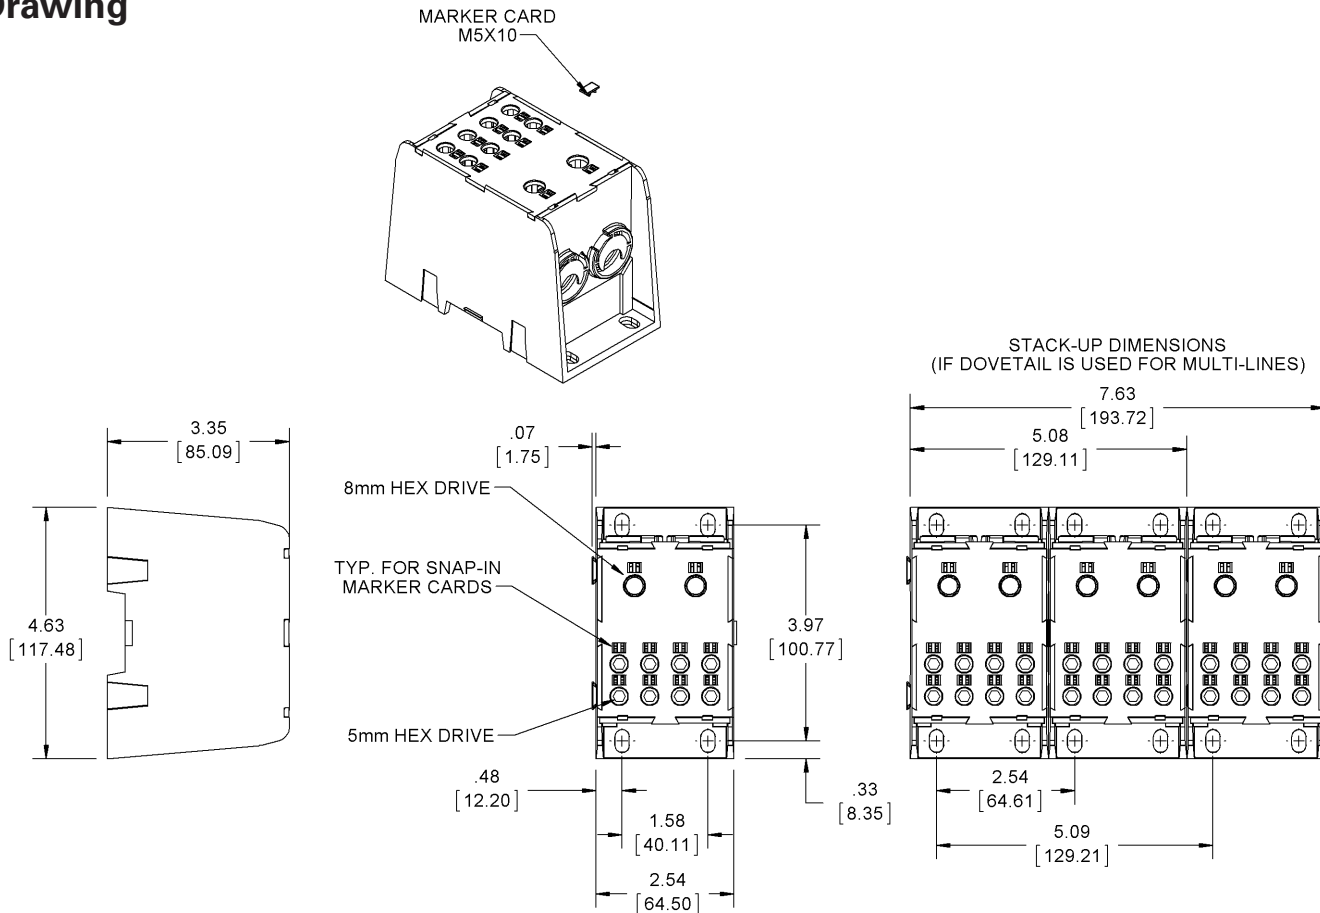 Drawing
MARKER CARD
M5X10
STACK-UP DIMENSIONS
(IF DOVETAIL IS USED FOR MULTI-LINES)
7.63
[193.72]
5.08
[129.11]
3.35
[85.09]
.07
[1.75]
8mm HEX DRIVE
TYP. FOR SNAP-IN
MARKER CARDS
4.63
[117.48]
3.97
[100.77]
5mm HEX DRIVE
.48
[12.20]
.33
[8.35]
1.58
[40.11]
2.54
[64.50]
2.54
[64.61]
5.09
[129.21]